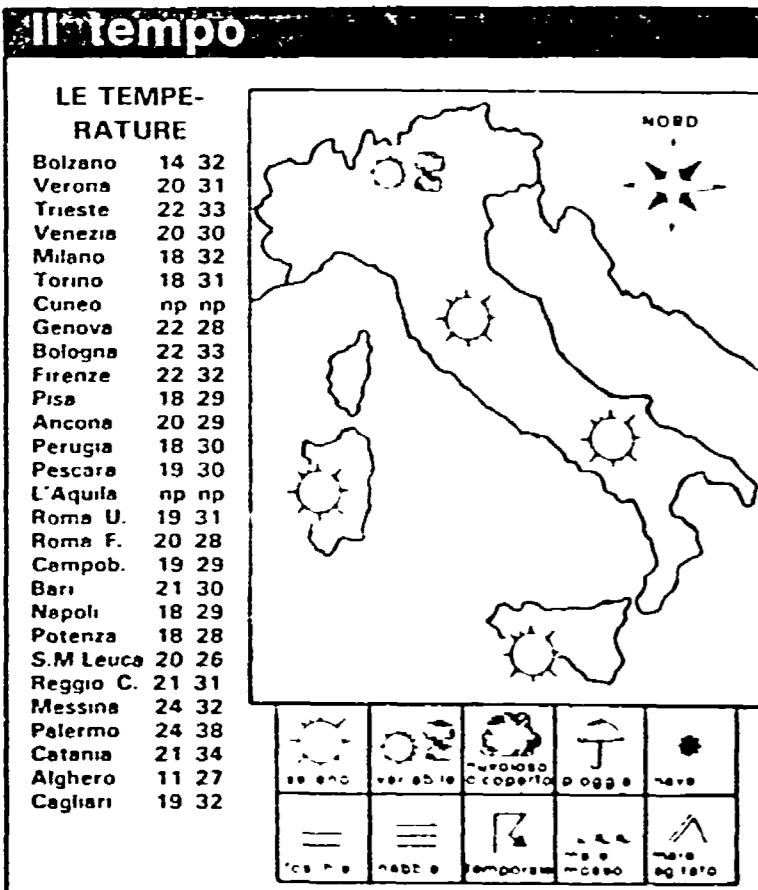 Il tempo
LE TEMPE-
RATURE
Bolzano 14 32
Verona 20 31
Trieste 22 33
Venezia 20 30
Milano 18 32
Torino 18 31
Cuneo np np
Genova 22 28
Bologna 22 33
Firenze 22 32
Pisa 18 29
Ancona 20 29
Perugia 18 30
Pescara 19 30
L'Aquila np np
Roma U. 19 31
Roma F. 20 28
Campob. 19 29
Bari 21 30
Napoli 18 29
Potenza 18 28
S.M Leuca 20 26
Reggio C. 21 31
Messina 24 32
Palermo 24 38
Catania 21 34
Alghero 11 27
Cagliari 19 32
NORD
sereno
variabile
nuvoloso
o coperto
pioggia
neve
foschia
nebbia
temporale
mare
mosso
mare
agitato